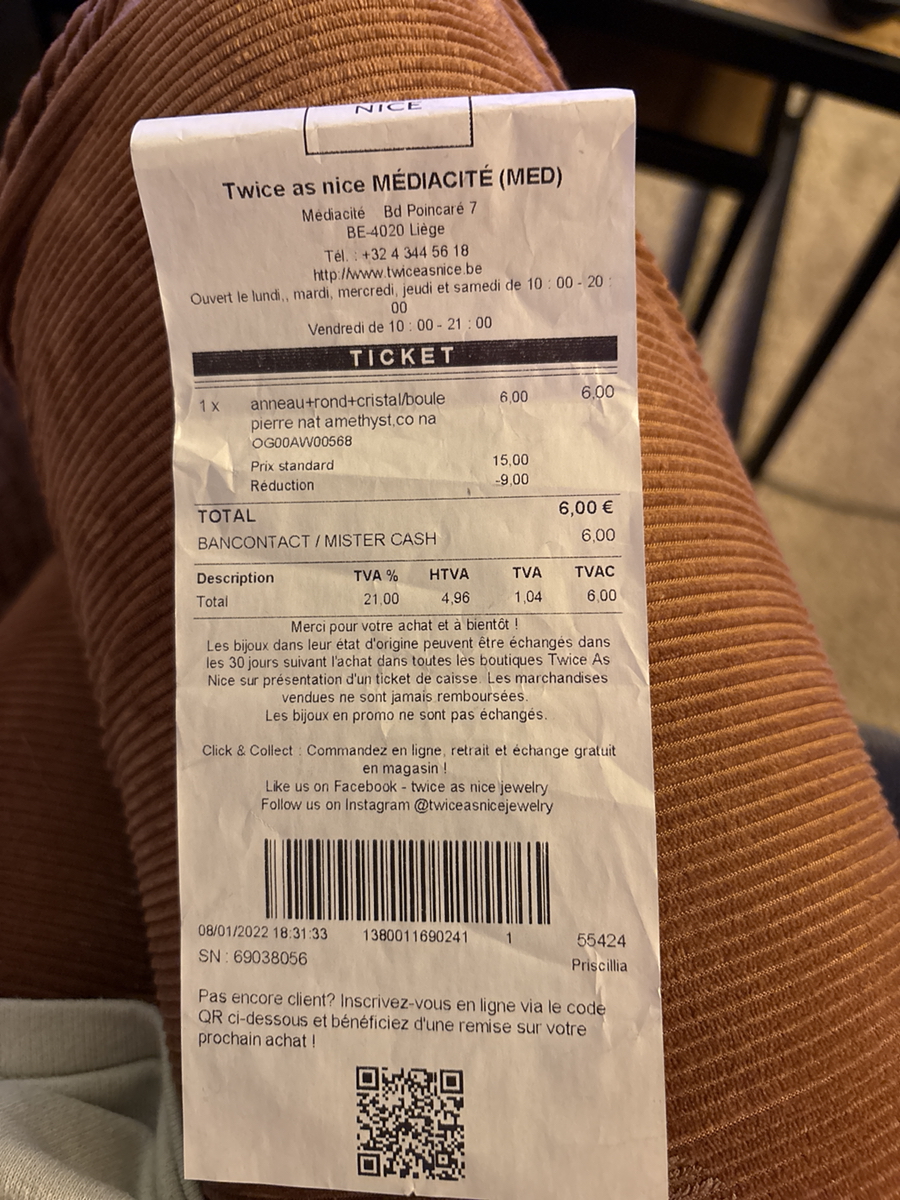 NICE
Twice as nice MÉDIACITÉ (MED)
Médiacité Bd Poincaré 7
BE-4020 Liège
Tél. : +32 4 344 56 18
http://www.twiceasnice.be
Ouvert le lundi,, mardi, mercredi, jeudi et samedi de 10 : 00 - 20 :
00
Vendredi de 10 : 00 - 21 : 00
TICKET
1 x anneau+rond+cristal/boule 6,00 6,00
pierre nat amethyst,co na
OG00AW00568
Prix standard 15,00
Réduction -9,00
TOTAL 6,00 €
BANCONTACT / MISTER CASH 6,00
Description TVA % HTVA TVA TVAC
Total 21,00 4,96 1,04 6,00
Merci pour votre achat et à bientôt !
Les bijoux dans leur état d'origine peuvent être échangés dans
les 30 jours suivant l'achat dans toutes les boutiques Twice As
Nice sur présentation d'un ticket de caisse. Les marchandises
vendues ne sont jamais remboursées.
Les bijoux en promo ne sont pas échangés.
Click & Collect : Commandez en ligne, retrait et échange gratuit
en magasin !
Like us on Facebook - twice as nice jewelry
Follow us on Instagram @twiceasnicejewelry
08/01/2022 18:31:33 1380011690241 1 55424
SN : 69038056 Priscillia
Pas encore client? Inscrivez-vous en ligne via le code
QR ci-dessous et bénéficiez d'une remise sur votre
prochain achat !